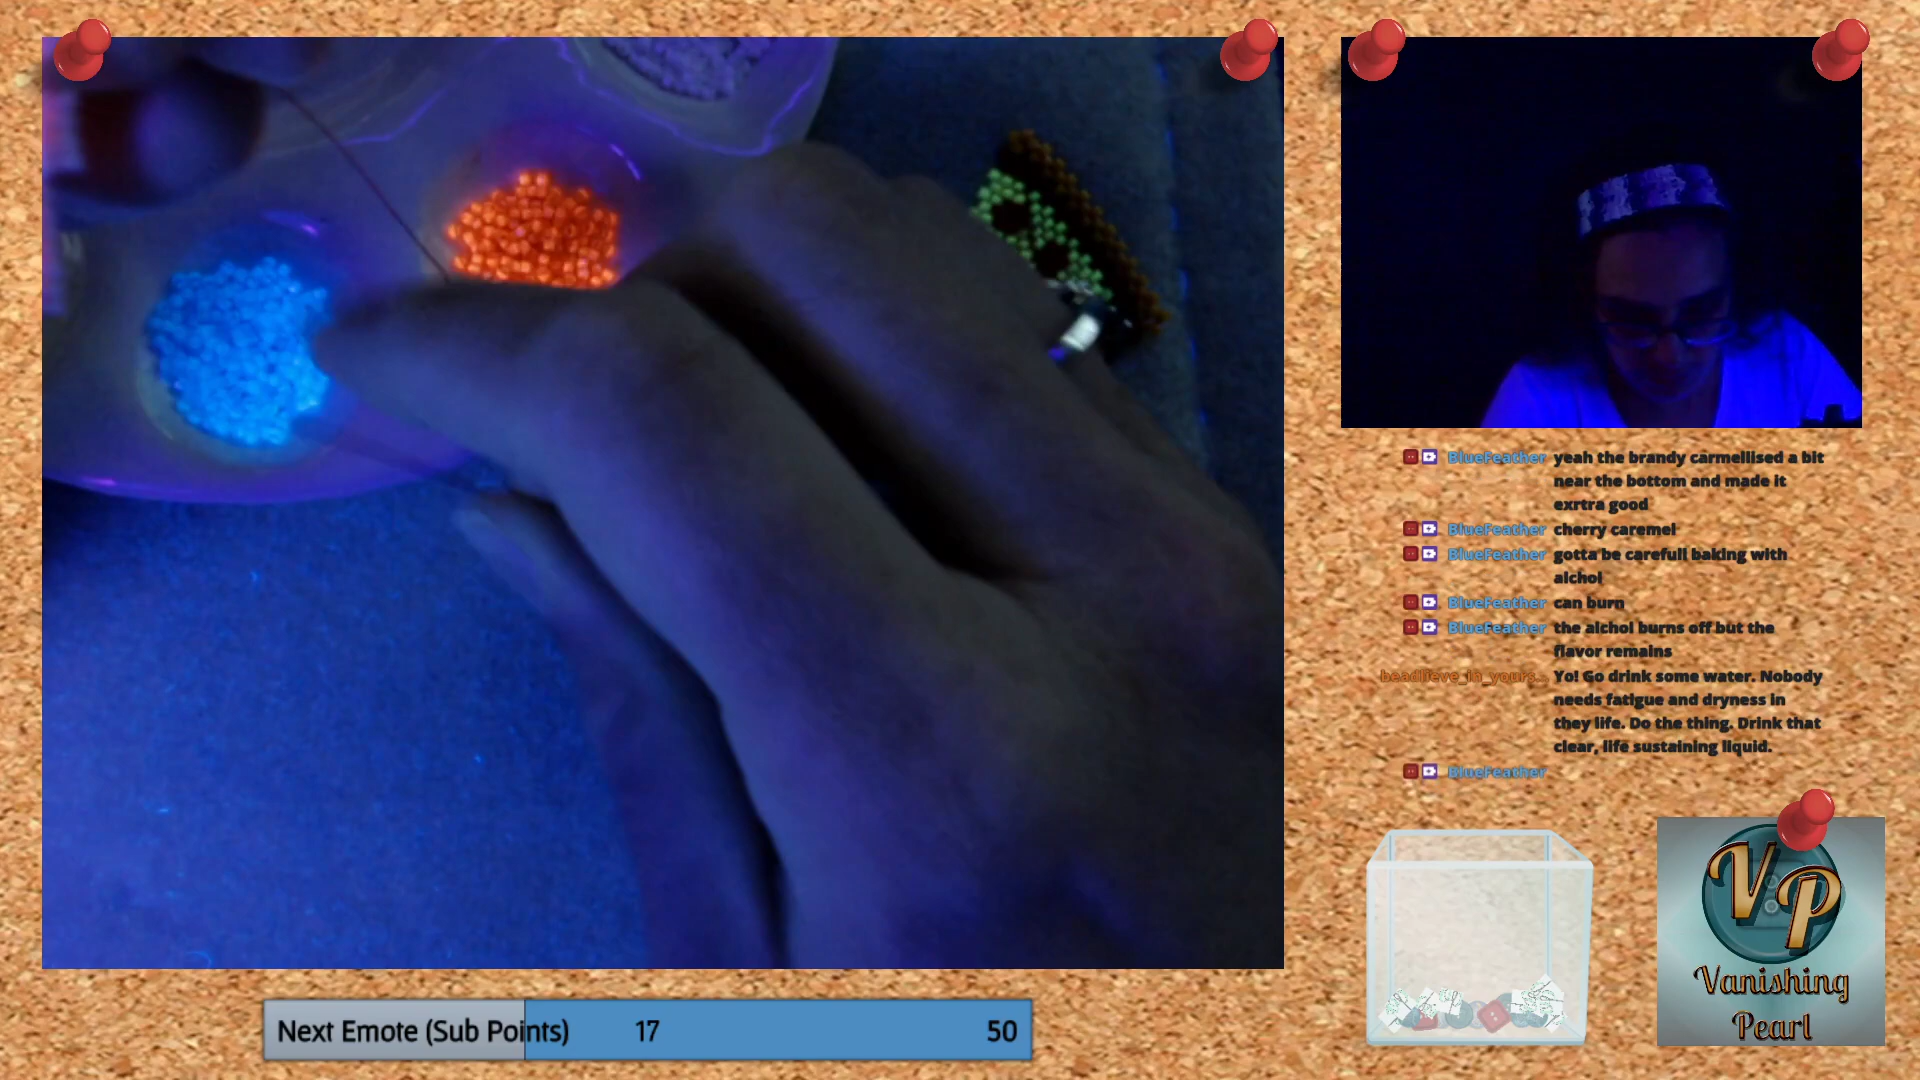 BlueFeather yeah the brandy carmellised a bit
near the bottom and made it
exrtra good
BlueFeather cherry caremel
BlueFeather gotta be carefull baking with
alchol
BlueFeather can burn
BlueFeather the alchol burns off but the
flavor remains
beadlieve_in_yours... Yo! Go drink some water. Nobody
needs fatigue and dryness in
they life. Do the thing. Drink that
clear, life sustaining liquid.
BlueFeather
VP
Vanishing
Pearl
Next Emote (Sub Points) 17 50